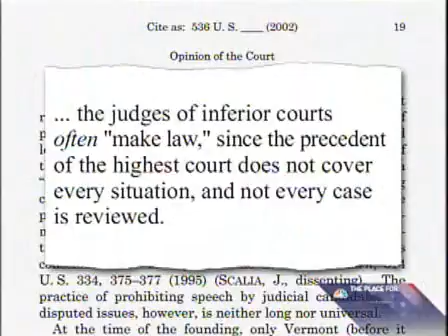 Cite as: 536 U. S. ____ (2002) 19
Opinion of the Court
... the judges of inferior courts
often "make law," since the precedent
of the highest court does not cover
every situation, and not every case
is reviewed.
U. S. 334, 375–377 (1995) (SCALIA, J., dissenting). The
practice of prohibiting speech by judicial
disputed issues, however, is neither long nor universal.
At the time of the founding, only Vermont (before it
THE PLACE FOR